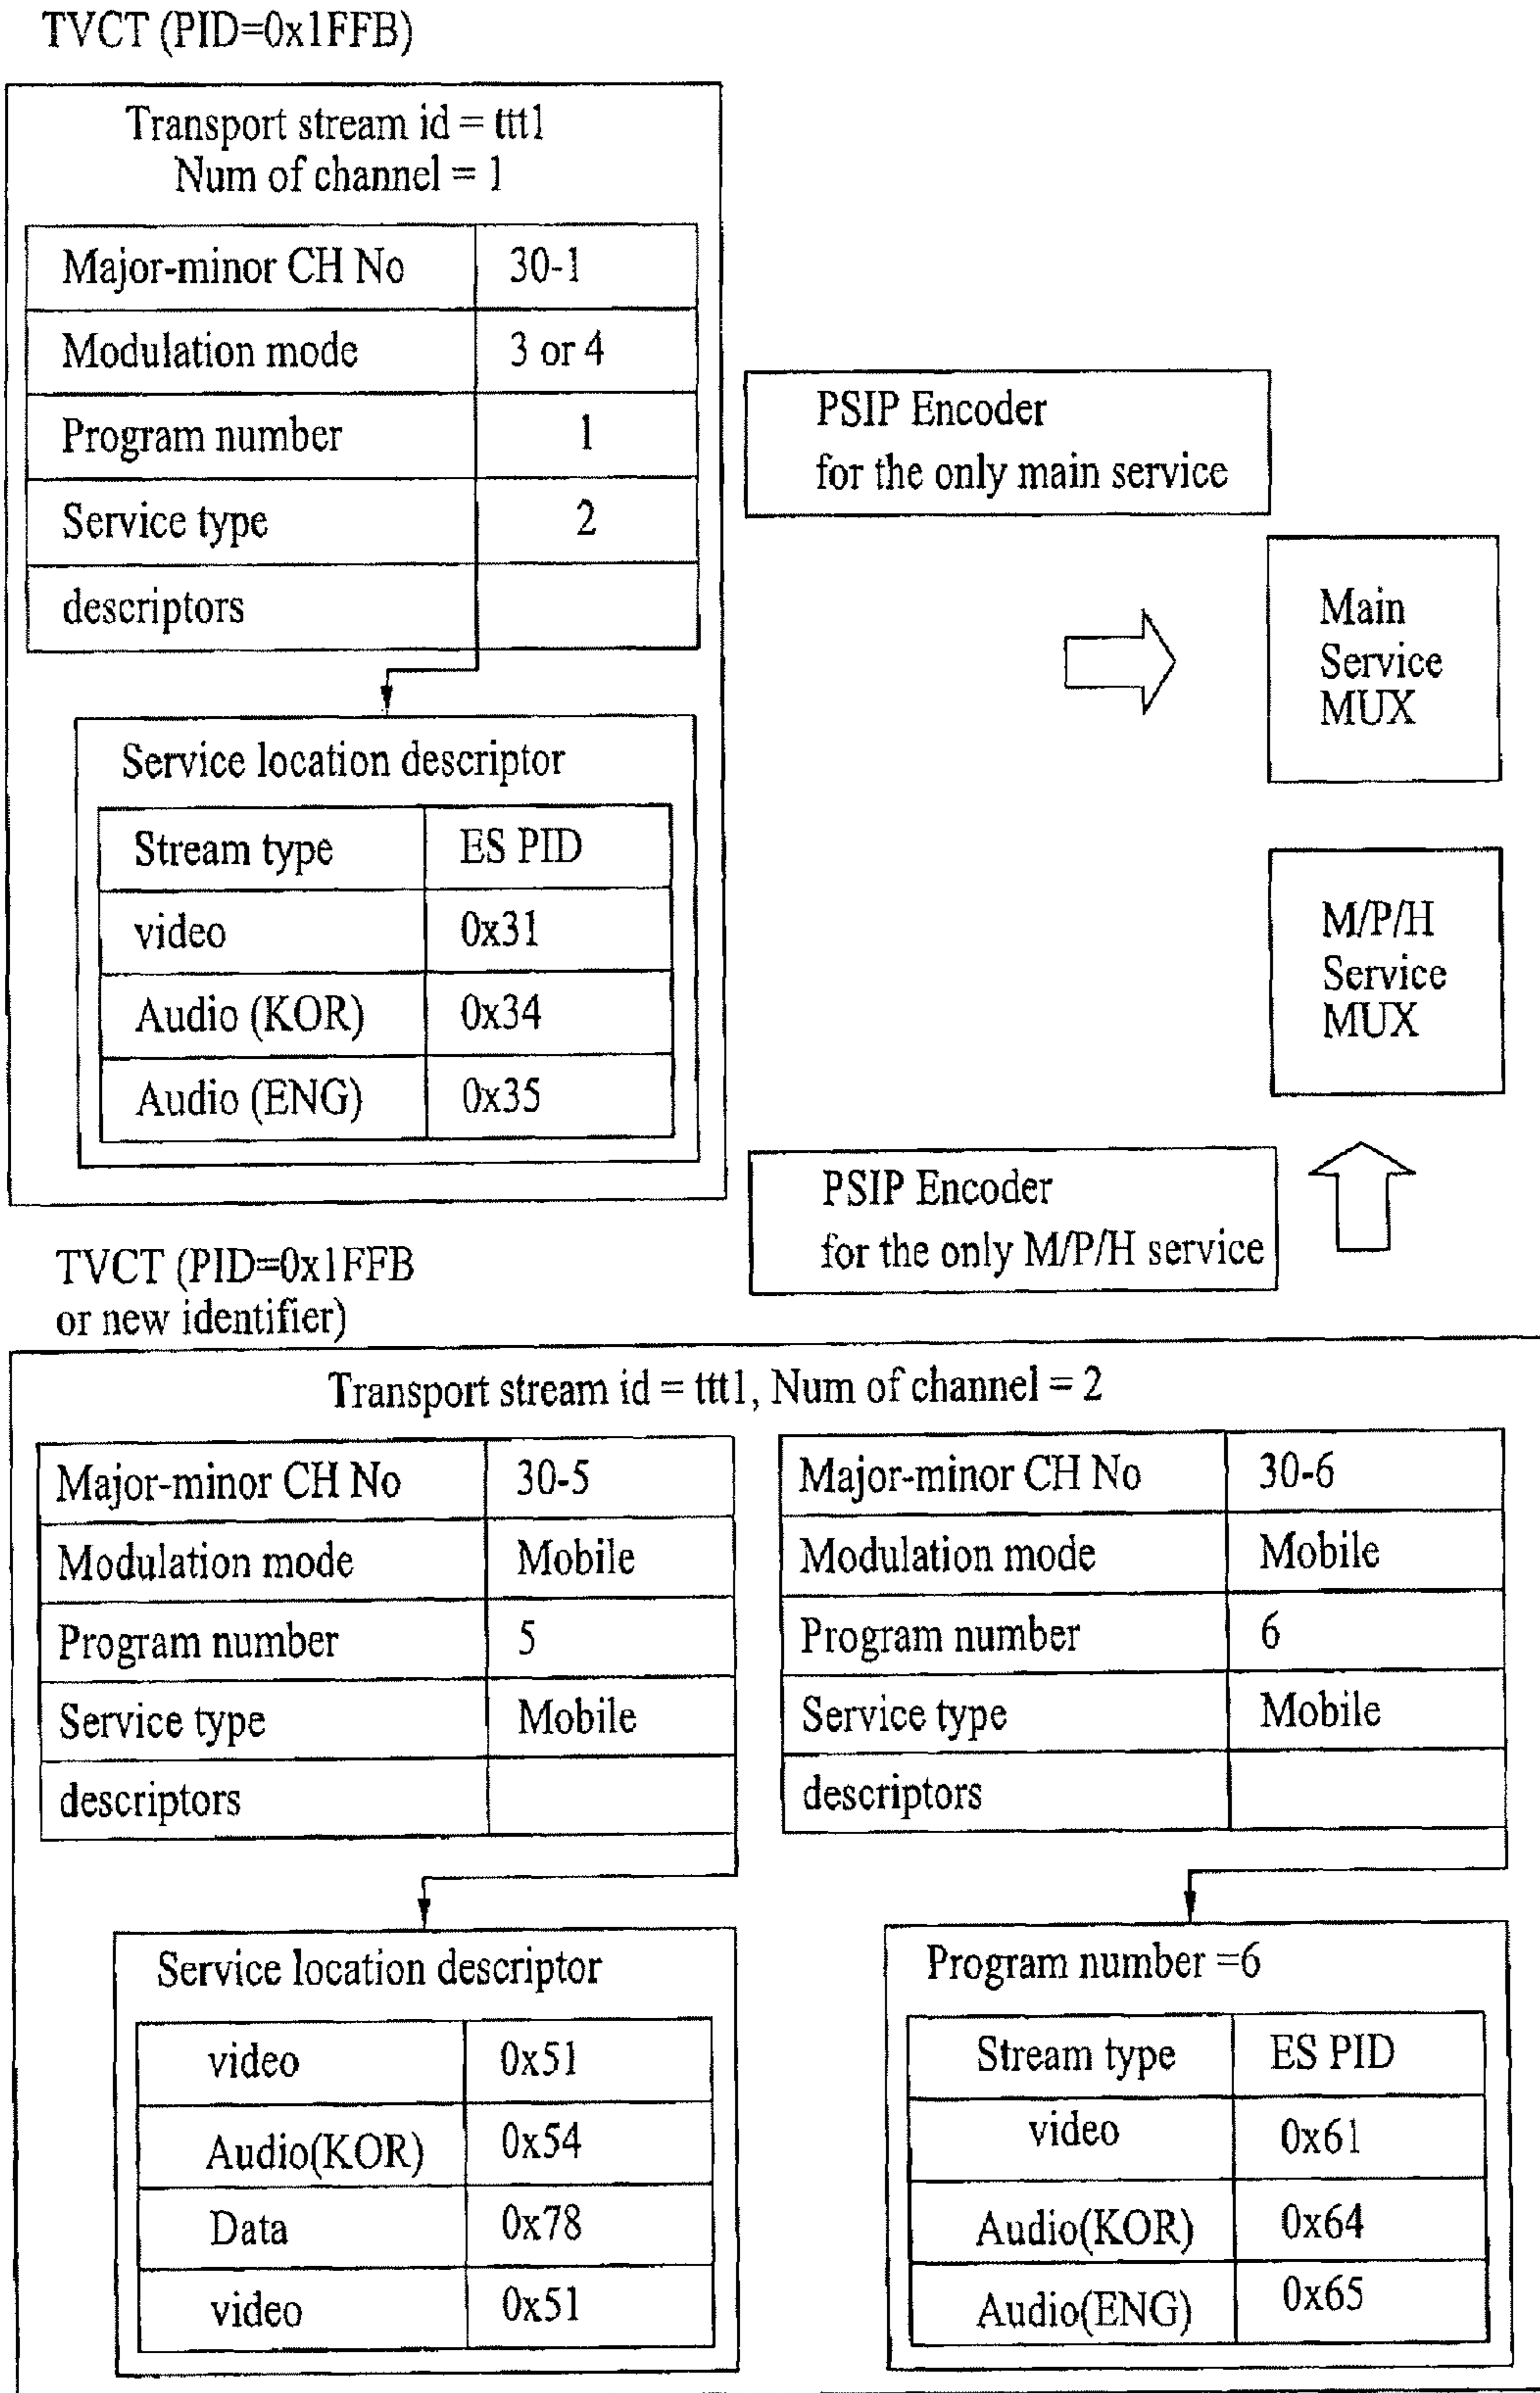 TVCT (PID=0x1FFB)
Transport stream id = ttt1
Num of channel = 1
Major-minor CH No 30-1
Modulation mode 3 or 4
Program number 1
Service type 2
descriptors
Service location descriptor
Stream type ES PID
video 0x31
Audio (KOR) 0x34
Audio (ENG) 0x35
PSIP Encoder
for the only main service
Main
Service
MUX
M/P/H
Service
MUX
PSIP Encoder
for the only M/P/H service
TVCT (PID=0x1FFB
or new identifier)
Transport stream id = ttt1, Num of channel = 2
Major-minor CH No 30-5
Modulation mode Mobile
Program number 5
Service type Mobile
descriptors
Service location descriptor
video 0x51
Audio(KOR) 0x54
Data 0x78
video 0x51
Major-minor CH No 30-6
Modulation mode Mobile
Program number 6
Service type Mobile
descriptors
Program number =6
Stream type ES PID
video 0x61
Audio(KOR) 0x64
Audio(ENG) 0x65